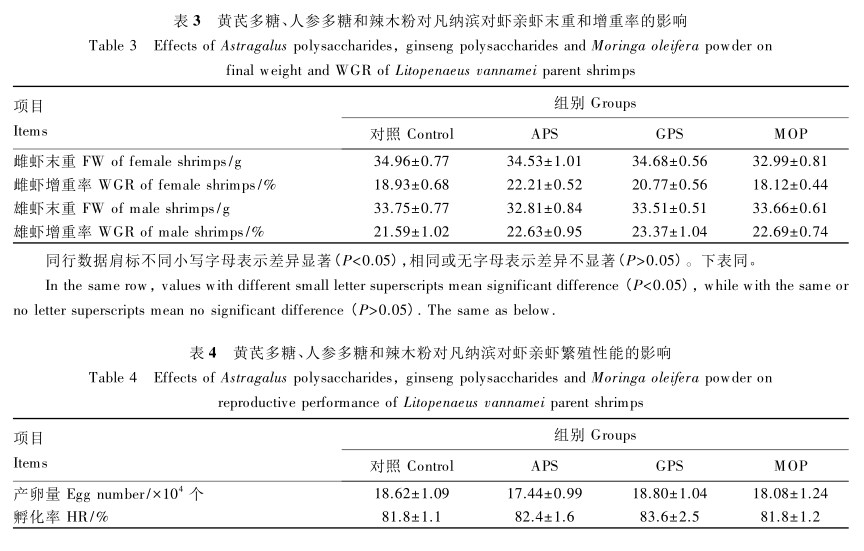 表3 黄芪多糖、人参多糖和辣木粉对凡纳滨对虾亲虾末重和增重率的影响
Table 3 Effects of Astragalus polysaccharides, ginseng polysaccharides and Moringa oleifera powder on
final weight and WGR of Litopenaeus vannamei parent shrimps
项目 组别 Groups
Items 对照 Control APS GPS MOP
雌虾末重 FW of female shrimps/g 34.96±0.77 34.53±1.01 34.68±0.56 32.99±0.81
雌虾增重率 WGR of female shrimps/% 18.93±0.68 22.21±0.52 20.77±0.56 18.12±0.44
雄虾末重 FW of male shrimps/g 33.75±0.77 32.81±0.84 33.51±0.51 33.66±0.61
雄虾增重率 WGR of male shrimps/% 21.59±1.02 22.63±0.95 23.37±1.04 22.69±0.74
同行数据肩标不同小写字母表示差异显著(P<0.05),相同或无字母表示差异不显著(P>0.05)。下表同。
In the same row, values with different small letter superscripts mean significant difference (P<0.05), while with the same or
no letter superscripts mean no significant difference (P>0.05). The same as below.
表4 黄芪多糖、人参多糖和辣木粉对凡纳滨对虾亲虾繁殖性能的影响
Table 4 Effects of Astragalus polysaccharides, ginseng polysaccharides and Moringa oleifera powder on
reproductive performance of Litopenaeus vannamei parent shrimps
项目 组别 Groups
Items 对照 Control APS GPS MOP
产卵量 Egg number/×10⁴ 个 18.62±1.09 17.44±0.99 18.80±1.04 18.08±1.24
孵化率 HR/% 81.8±1.1 82.4±1.6 83.6±2.5 81.8±1.2